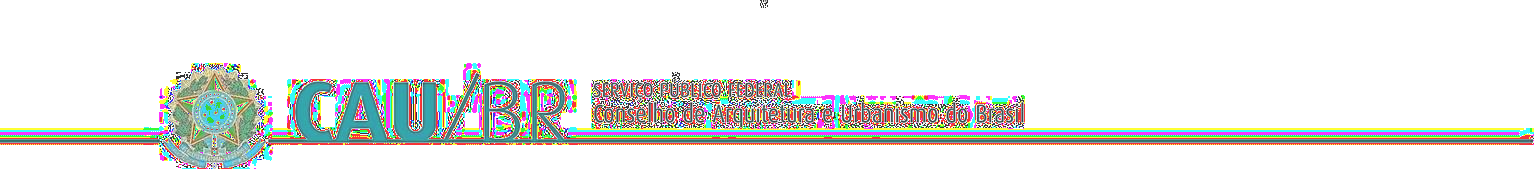 CAU/BR
SERVIÇO PÚBLICO FEDERAL
Conselho de Arquitetura e Urbanismo do Brasil